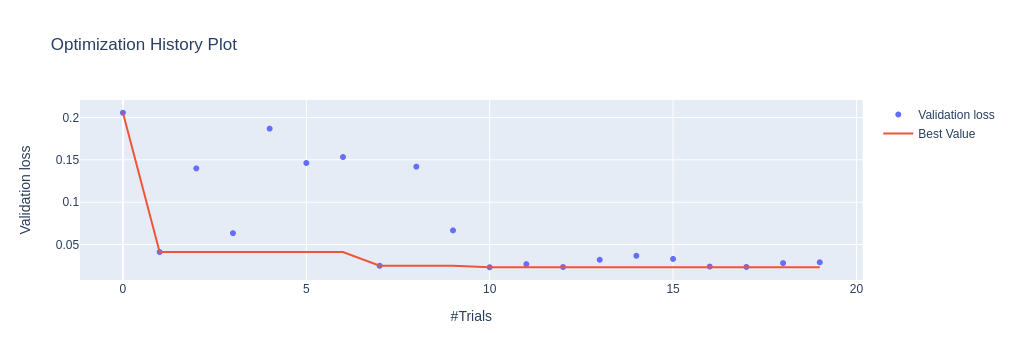 Optimization History Plot
Validation loss
0.2
0.15
0.1
0.05
0 5 10 15 20
#Trials
Validation loss
Best Value